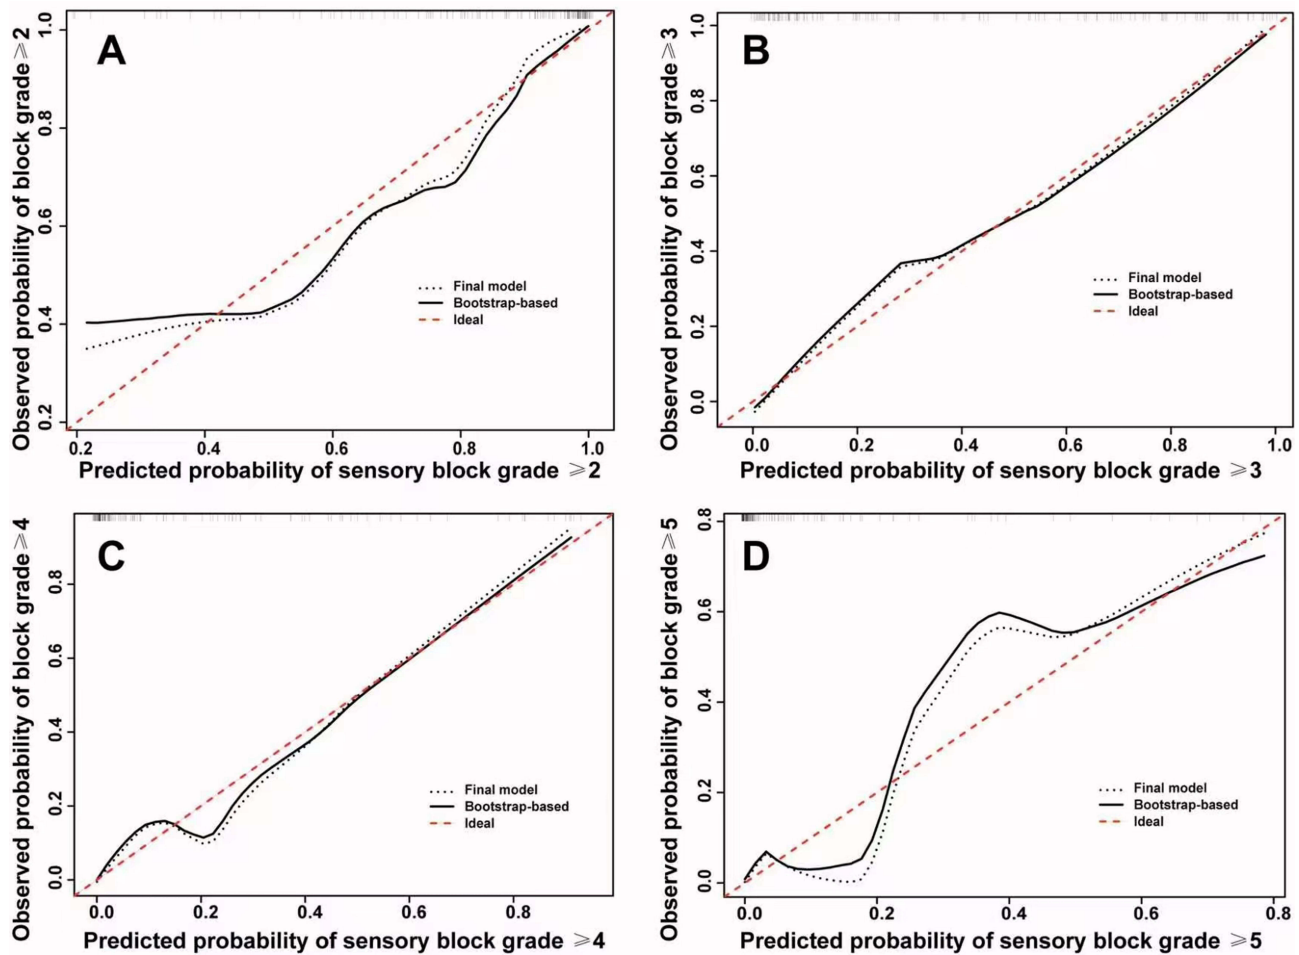 A
Observed probability of block grade⩾2
1.0
0.8
0.6
0.4
0.2
Final model
Bootstrap-based
Ideal
0.2 0.4 0.6 0.8 1.0
Predicted probability of sensory block grade ⩾2
B
Observed probability of block grade⩾3
1.0
0.8
0.6
0.4
0.2
0.0
Final model
Bootstrap-based
Ideal
0.0 0.2 0.4 0.6 0.8 1.0
Predicted probability of sensory block grade ⩾3
C
Observed probability of block grade⩾4
0.8
0.6
0.4
0.2
0.0
Final model
Bootstrap-based
Ideal
0.0 0.2 0.4 0.6 0.8
Predicted probability of sensory block grade ⩾4
D
Observed probability of block grade⩾5
0.8
0.6
0.4
0.2
0.0
Final model
Bootstrap-based
Ideal
0.0 0.2 0.4 0.6 0.8
Predicted probability of sensory block grade ⩾5